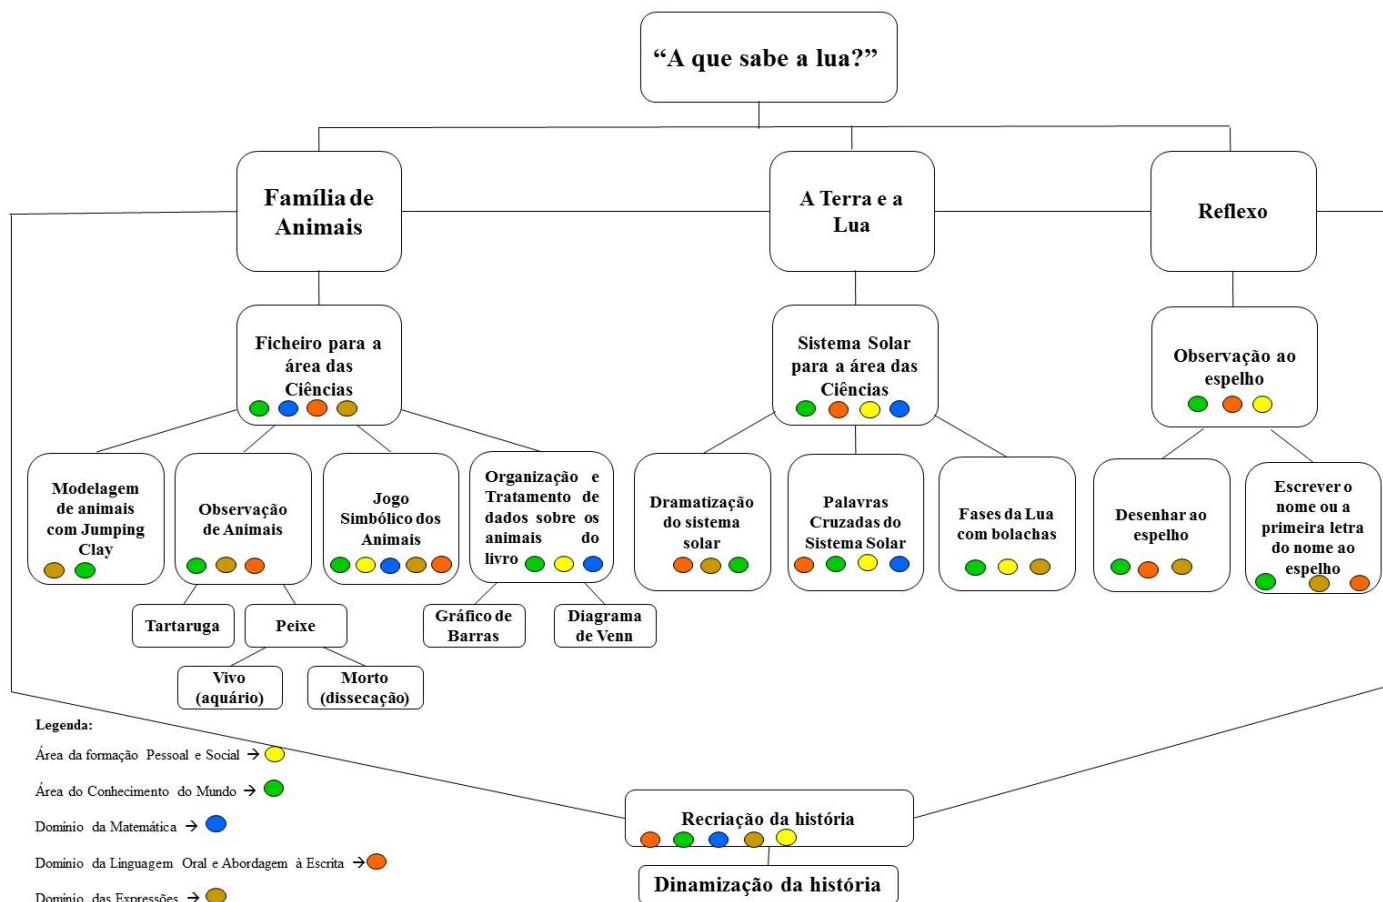 “A que sabe a lua?”
Família de
Animais
A Terra e a
Lua
Reflexo
Ficheiro para a
área das
Ciências
Sistema Solar
para a área das
Ciências
Observação ao
espelho
Modelagem
de animais
com Jumping
Clay
Observação
de Animais
Jogo
Simbólico dos
Animais
Organização e
Tratamento de
dados sobre os
animais do
livro
Dramatização
do sistema
solar
Palavras
Cruzadas do
Sistema Solar
Fases da Lua
com bolachas
Desenhar ao
espelho
Escrever o
nome ou a
primeira letra
do nome ao
espelho
Tartaruga
Peixe
Gráfico de
Barras
Diagrama
de Venn
Vivo
(aquário)
Morto
(dissecação)
Legenda:
Área da formação Pessoal e Social →
Área do Conhecimento do Mundo →
Dominio da Matemática →
Dominio da Linguagem Oral e Abordagem à Escrita →
Dominio das Expressões →
Recriação da história
Dinamização da história